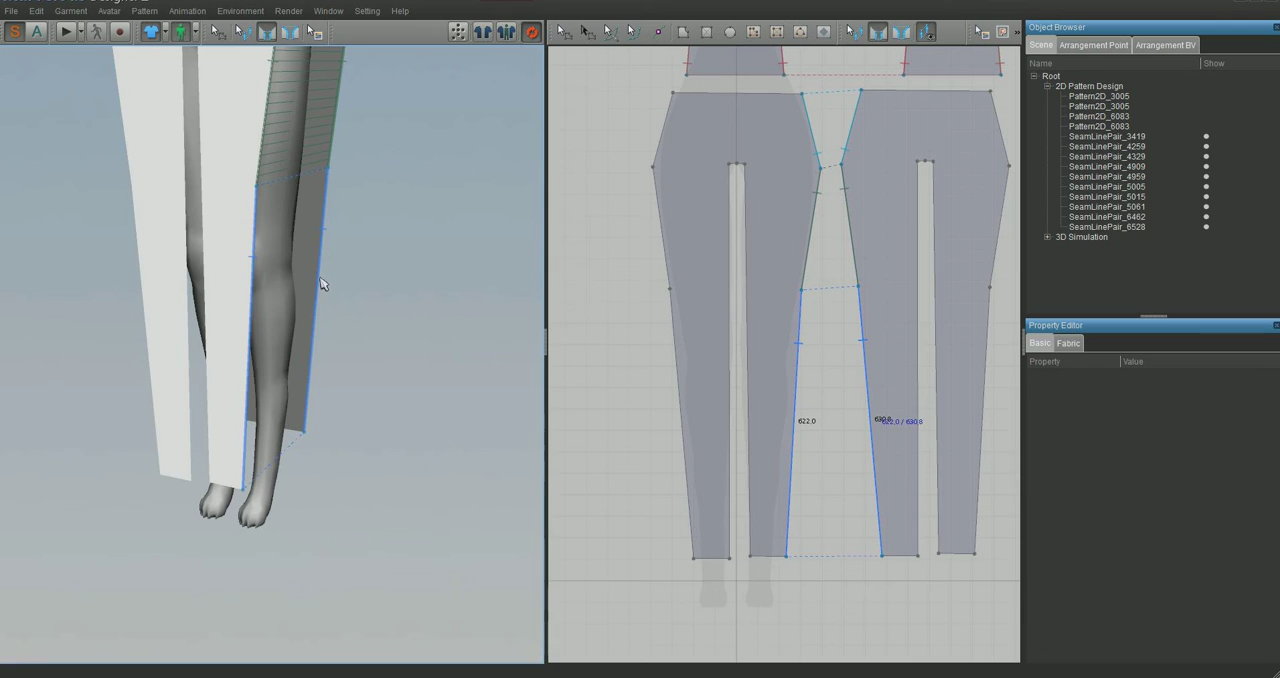 File Edit Garment Avatar Pattern Animation Environment Render Window Setting Help
S A
Object Browser
Scene Arrangement Point Arrangement BV
Name Show
Root
2D Pattern Design
Pattern2D_3005
Pattern2D_3005
Pattern2D_6083
Pattern2D_6083
SeamLinePair_3419
SeamLinePair_4259
SeamLinePair_4329
SeamLinePair_4909
SeamLinePair_4959
SeamLinePair_5005
SeamLinePair_5015
SeamLinePair_5061
SeamLinePair_6462
SeamLinePair_6528
3D Simulation
Property Editor
Basic Fabric
Property Value
622.0
630.8
622.0 / 630.8